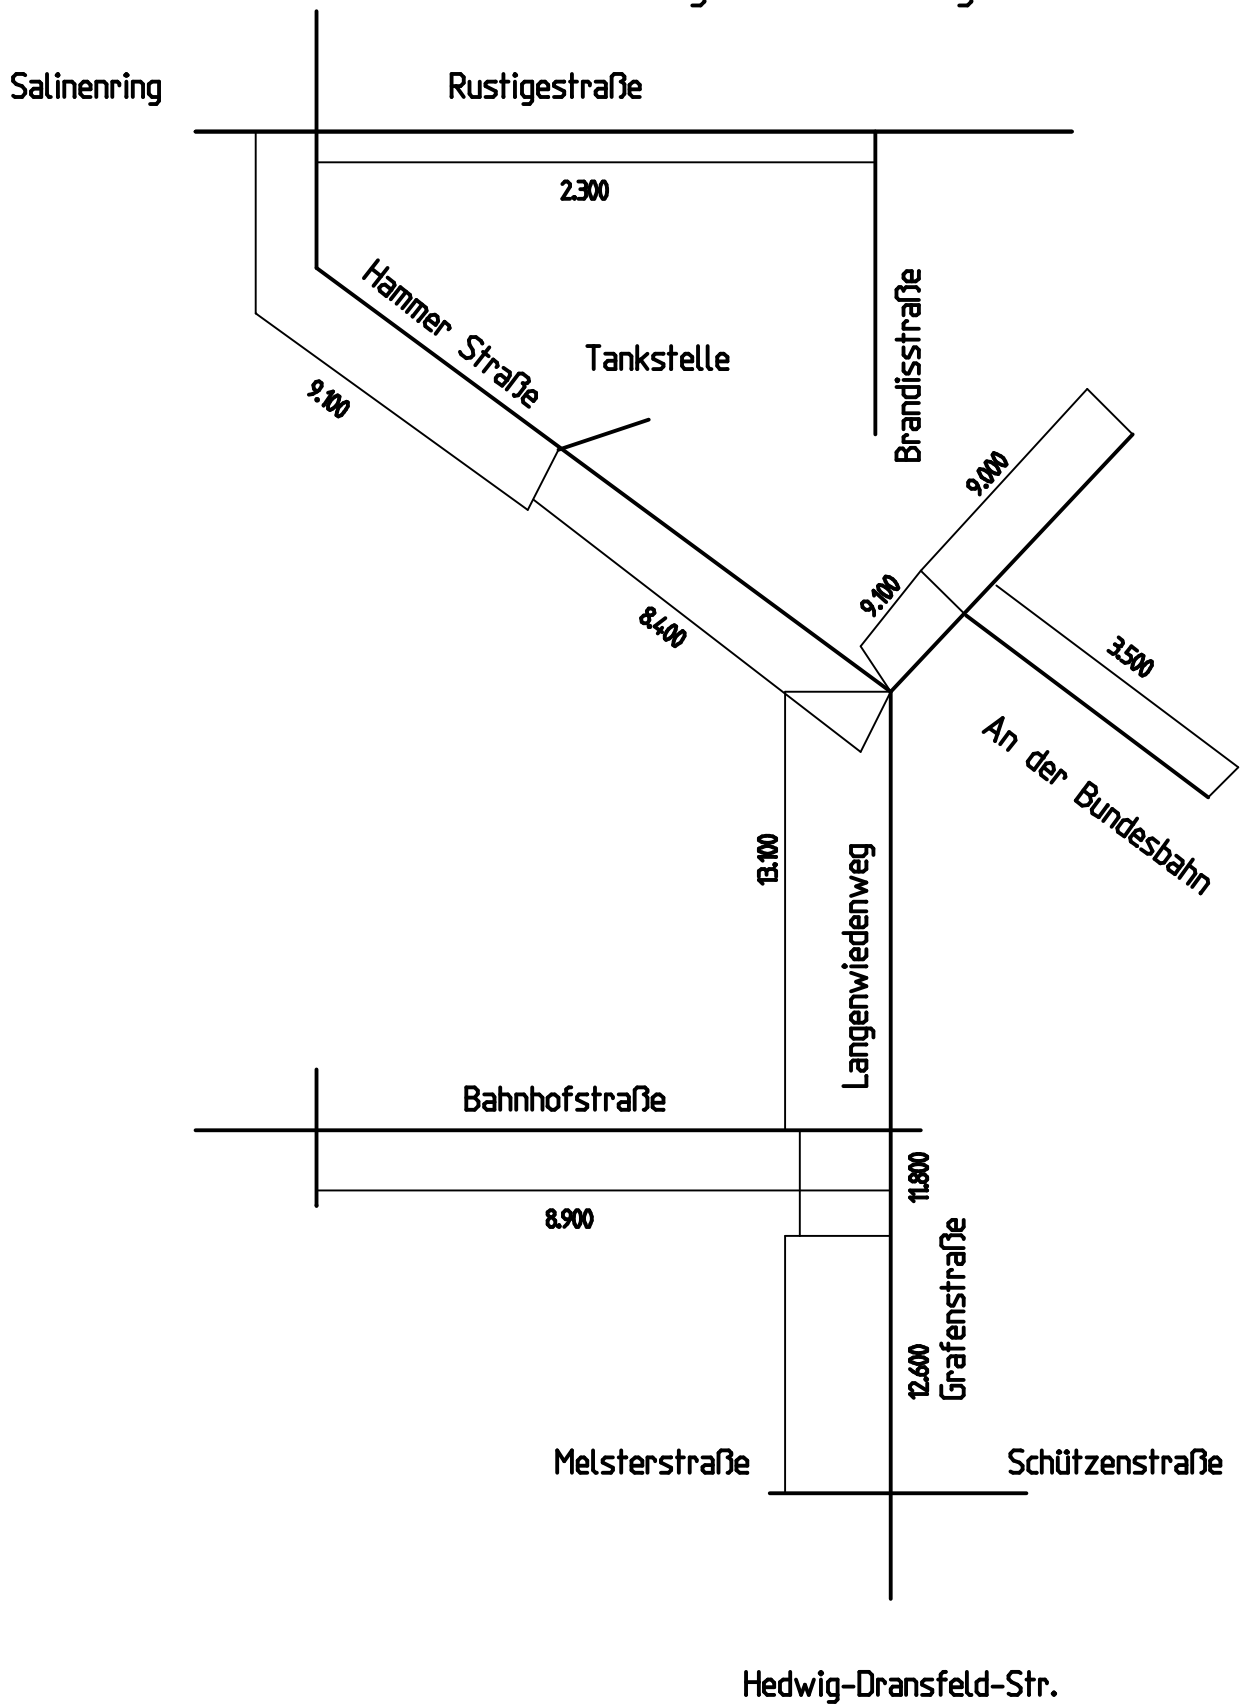 Salinenring
Rustigestraße
2.300
Hammer Straße
Tankstelle
Brandisstraße
9.100
9.000
9.100
8.400
3.500
An der Bundesbahn
13.100
Langenwiedenweg
Bahnhofstraße
11.800
8.900
Grafenstraße
12.600
Melsterstraße
Schützenstraße
Hedwig-Dransfeld-Str.